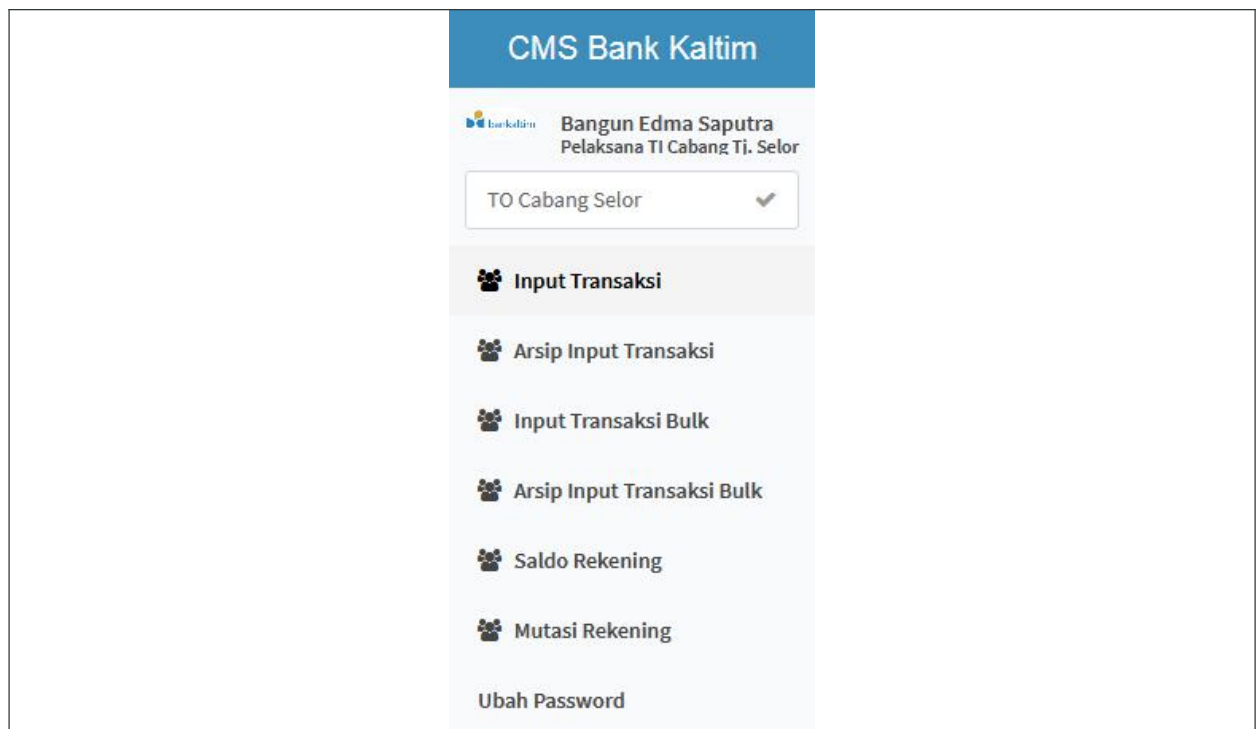 CMS Bank Kaltim
bankaltim
Bangun Edma Saputra
Pelaksana TI Cabang Tj. Selor
TO Cabang Selor
Input Transaksi
Arsip Input Transaksi
Input Transaksi Bulk
Arsip Input Transaksi Bulk
Saldo Rekening
Mutasi Rekening
Ubah Password